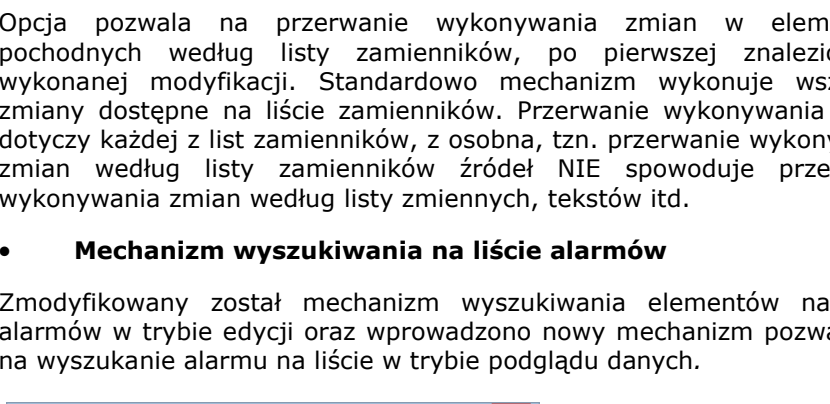 Opcja pozwala na przerwanie wykonywania zmian w elem
pochodnych według listy zamienników, po pierwszej znalezio
wykonanej modyfikacji. Standardowo mechanizm wykonuje wsz
zmiany dostępne na liście zamienników. Przerwanie wykonywania
dotyczy każdej z list zamienników, z osobna, tzn. przerwanie wykony
zmian według listy zamienników źródeł NIE spowoduje prze
wykonywania zmian według listy zmiennych, tekstów itd.
• Mechanizm wyszukiwania na liście alarmów
Zmodyfikowany został mechanizm wyszukiwania elementów na
alarmów w trybie edycji oraz wprowadzono nowy mechanizm pozwa
na wyszukanie alarmu na liście w trybie podglądu danych.